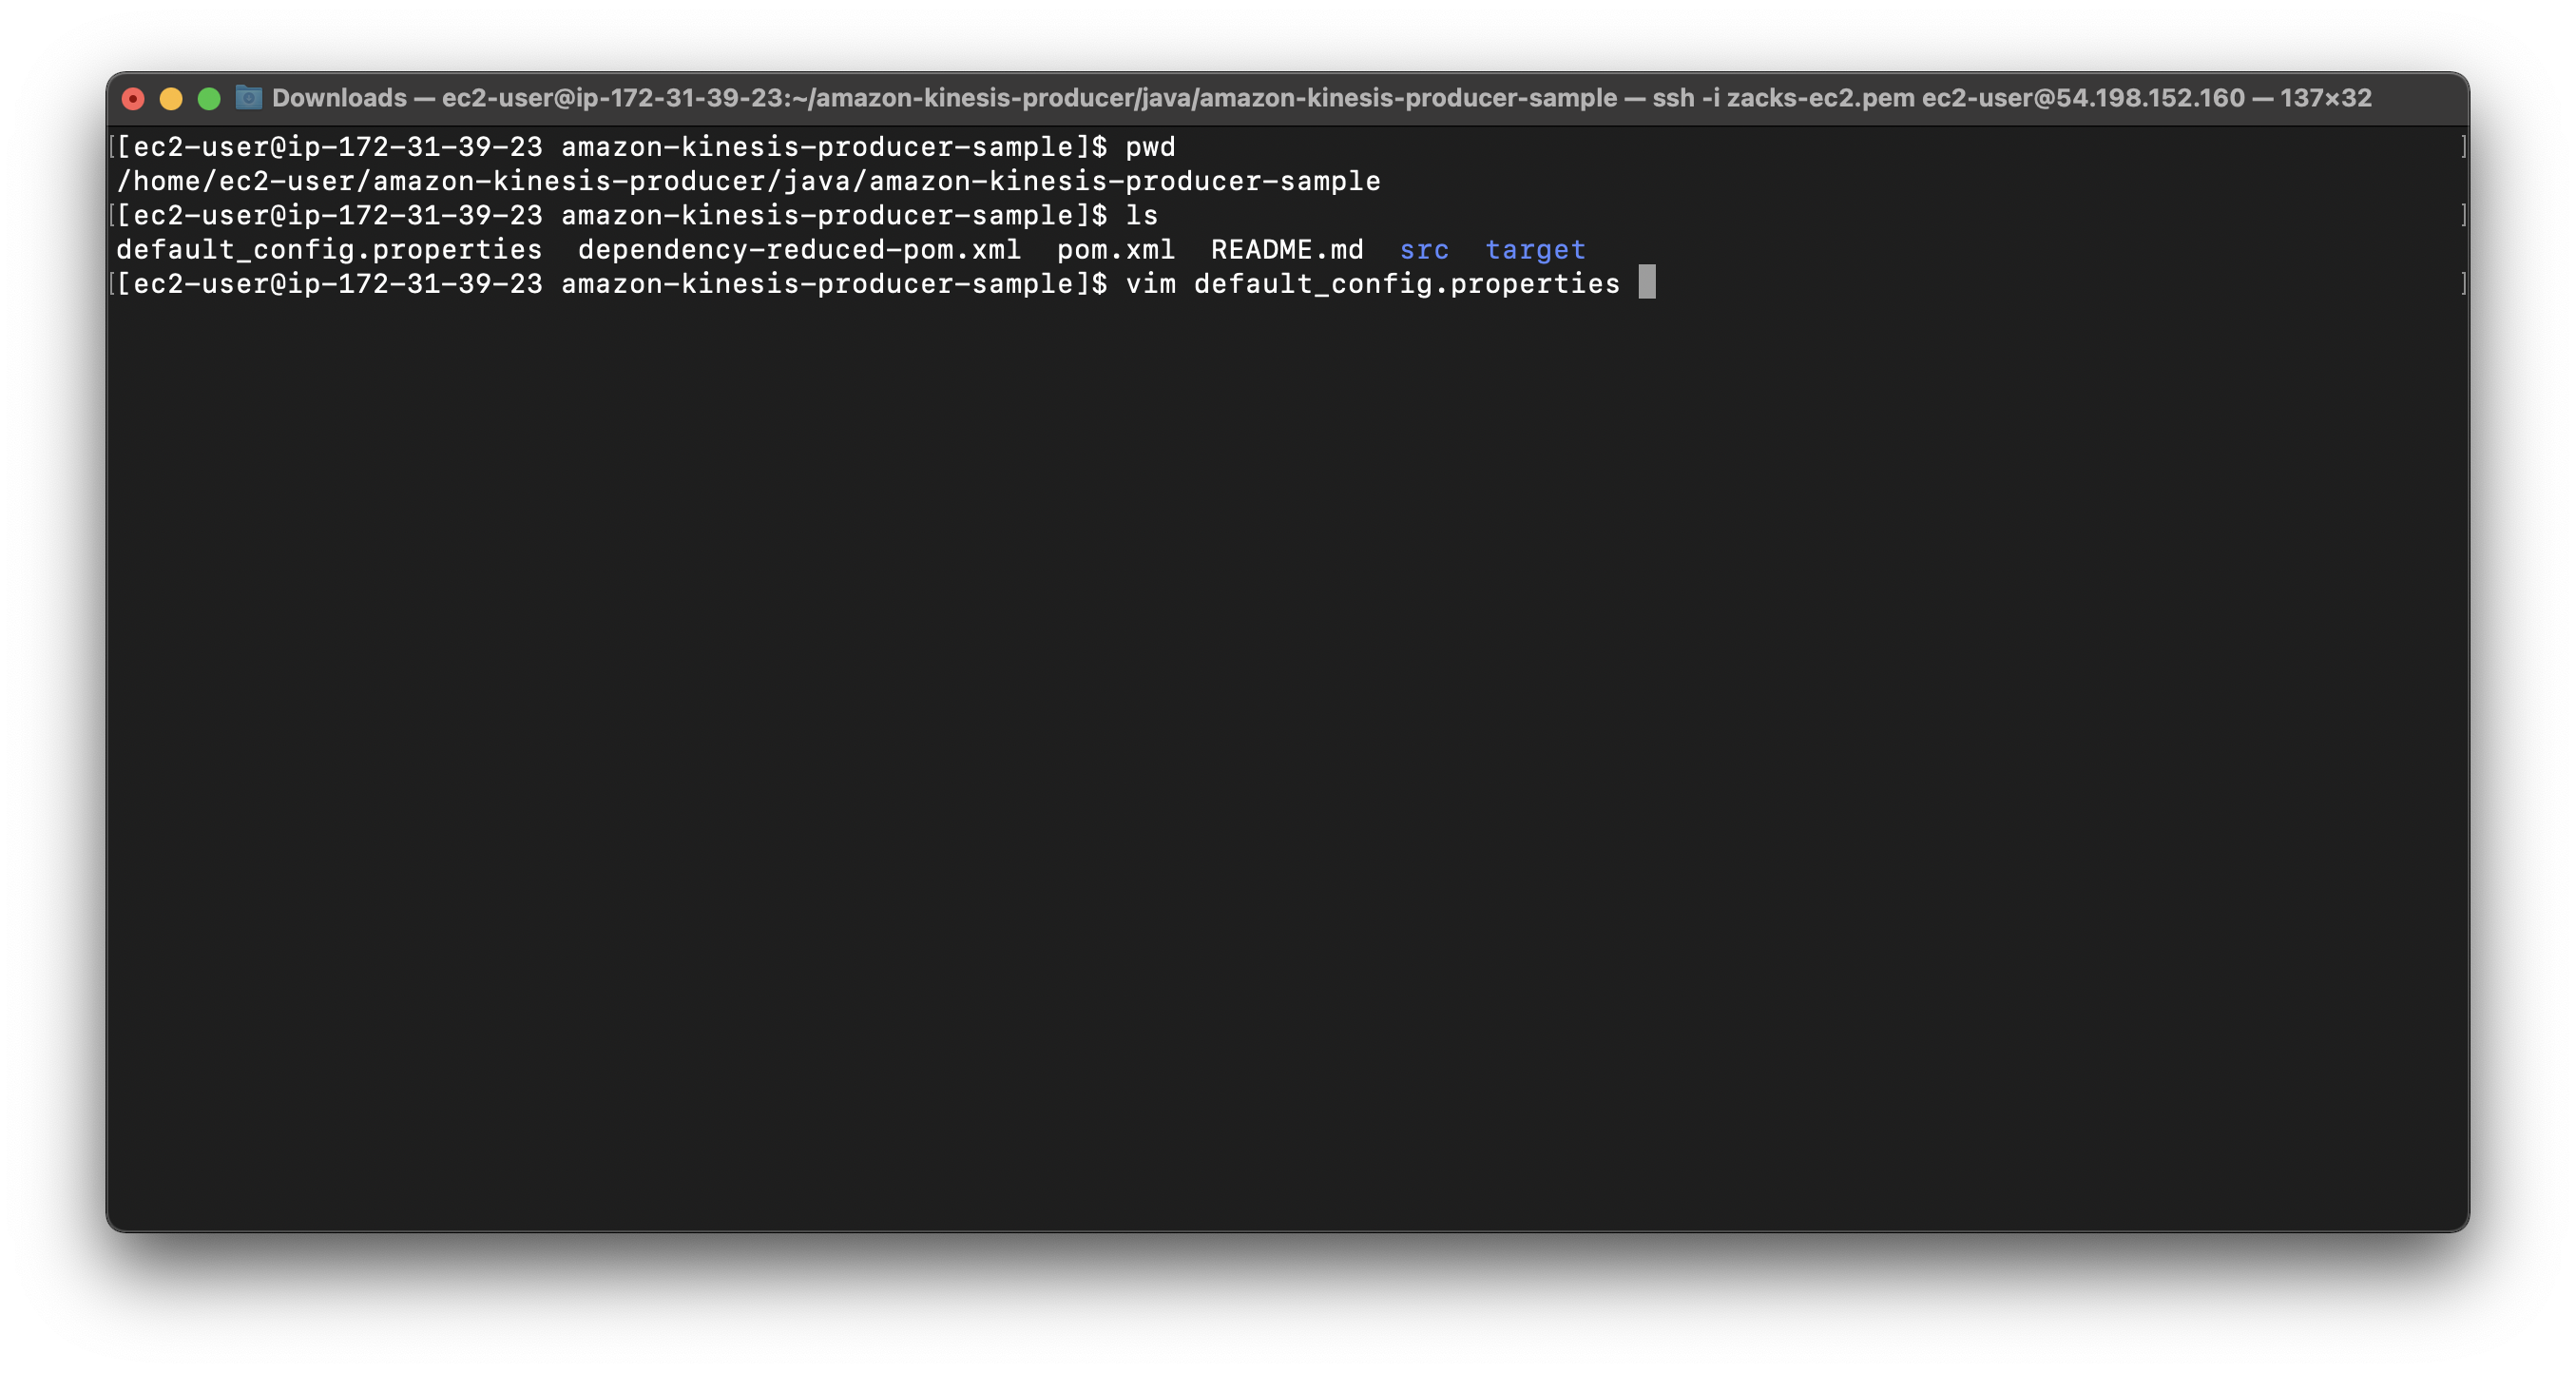 Downloads — ec2-user@ip-172-31-39-23:~/amazon-kinesis-producer/java/amazon-kinesis-producer-sample — ssh -i zacks-ec2.pem ec2-user@54.198.152.160 — 137×32
[[ec2-user@ip-172-31-39-23 amazon-kinesis-producer-sample]$ pwd ]
/home/ec2-user/amazon-kinesis-producer/java/amazon-kinesis-producer-sample
[[ec2-user@ip-172-31-39-23 amazon-kinesis-producer-sample]$ ls ]
default_config.properties  dependency-reduced-pom.xml  pom.xml  README.md  src  target
[[ec2-user@ip-172-31-39-23 amazon-kinesis-producer-sample]$ vim default_config.properties ]